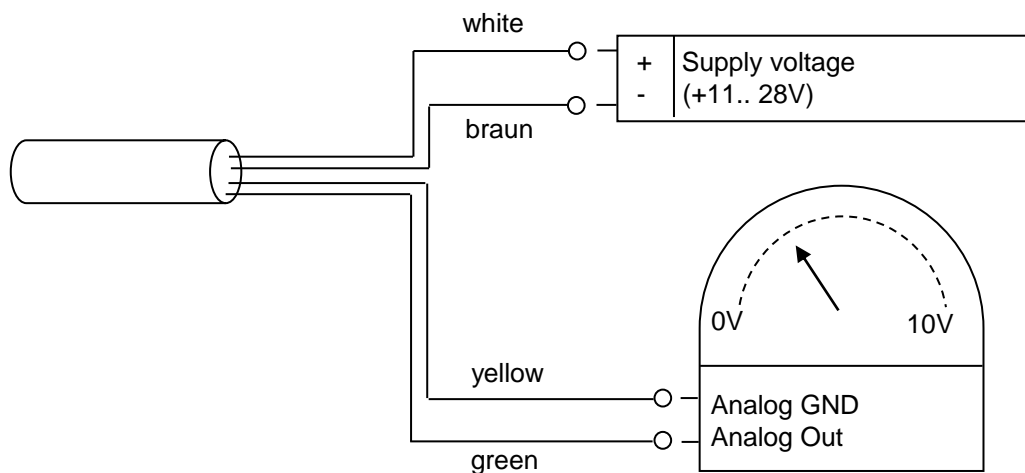 white
+ Supply voltage
- (+11.. 28V)
braun
0V 10V
yellow
Analog GND
Analog Out
green